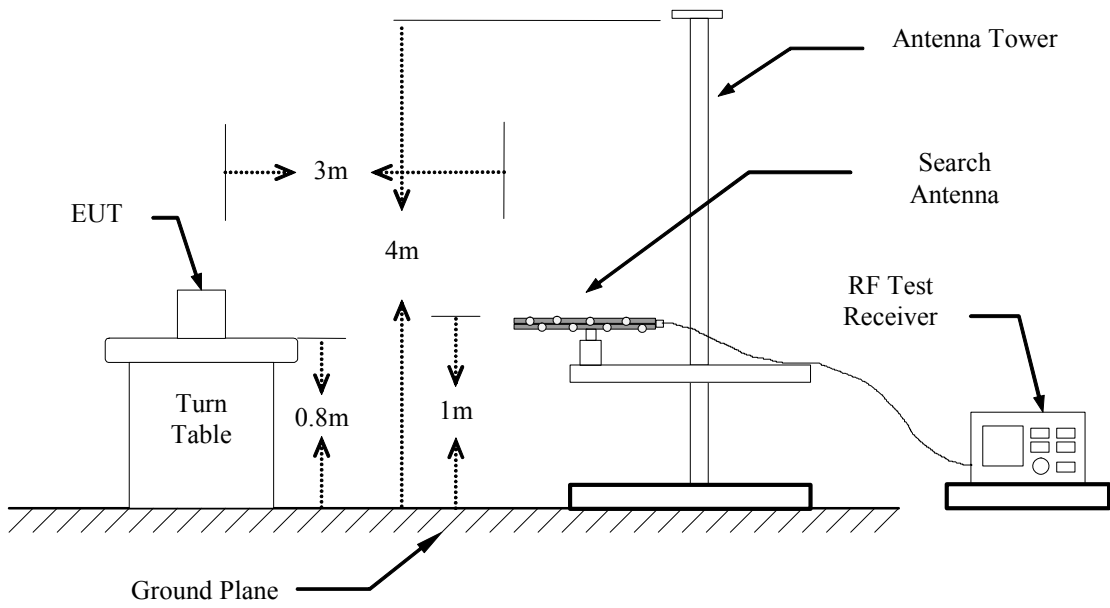 Antenna Tower
3m
Search
Antenna
EUT
4m
RF Test
Receiver
Turn
Table
0.8m
1m
Ground Plane